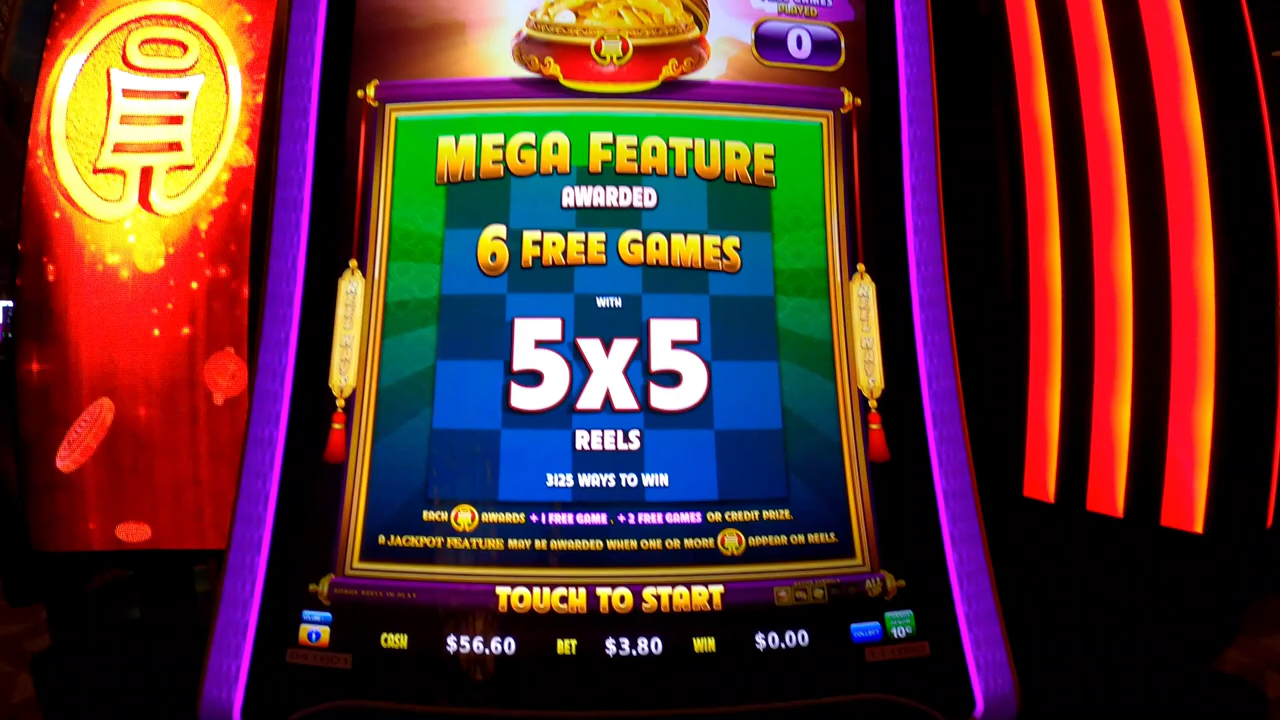 PLAYED
0
MEGA FEATURE
AWARDED
6 FREE GAMES
WITH
5x5
REELS
3125 WAYS TO WIN
EACH AWARDS +1 FREE GAME, +2 FREE GAMES OR CREDIT PRIZE.
A JACKPOT FEATURE MAY BE AWARDED WHEN ONE OR MORE APPEAR ON REELS.
TOUCH TO START
CASH $56.60 BET $3.80 WIN $0.00
COLLECT
10¢